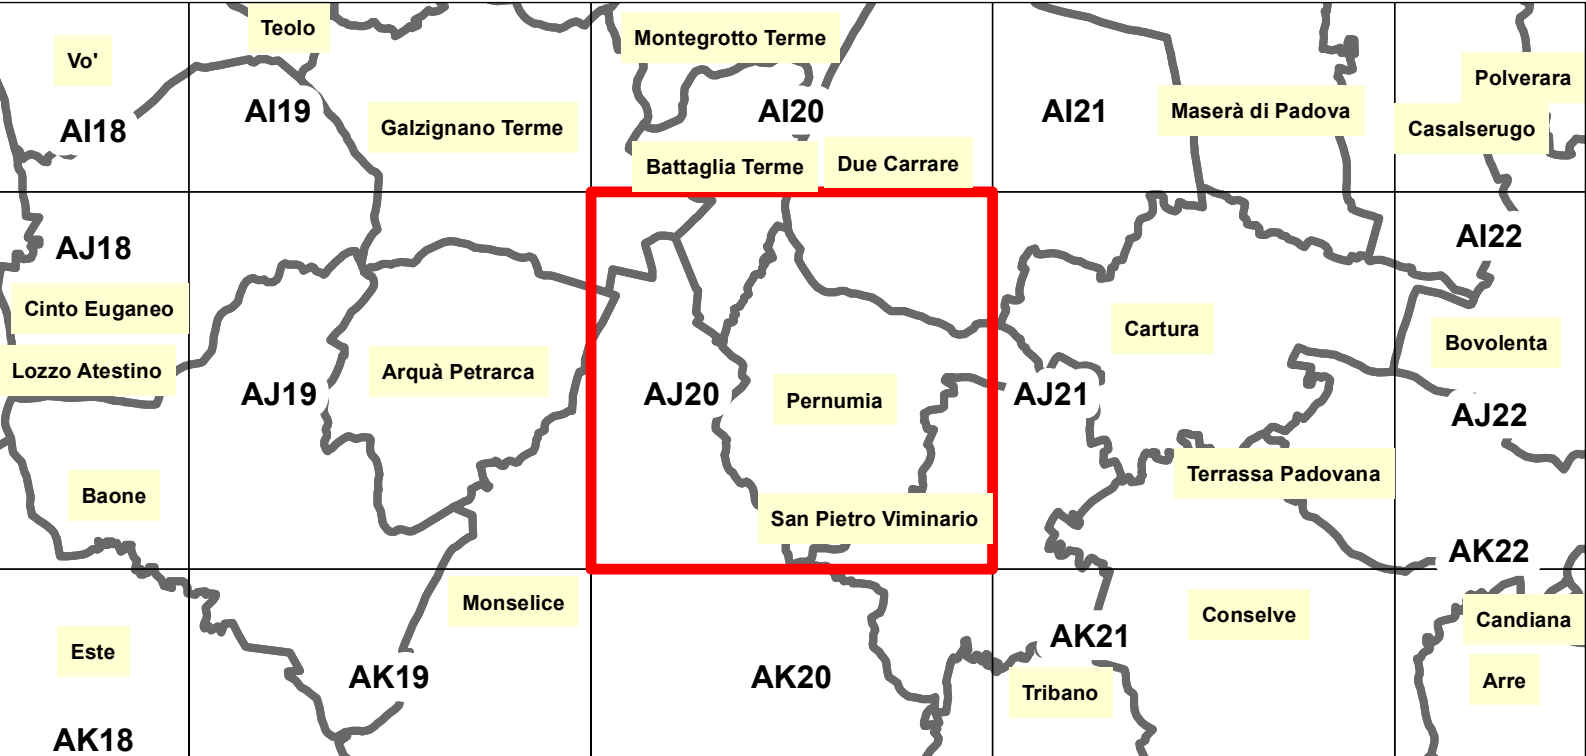 Teolo
Montegrotto Terme
Vo'
Polverara
AI18
AI19
Galzignano Terme
AI20
AI21
Maserà di Padova
Casalserugo
Battaglia Terme
Due Carrare
AJ18
AI22
Cinto Euganeo
Cartura
Bovolenta
Lozzo Atestino
Arquà Petrarca
AJ19
AJ20
Pernumia
AJ21
AJ22
Baone
Terrassa Padovana
San Pietro Viminario
AK22
Monselice
Conselve
Candiana
Este
AK19
AK20
AK21
Tribano
Arre
AK18